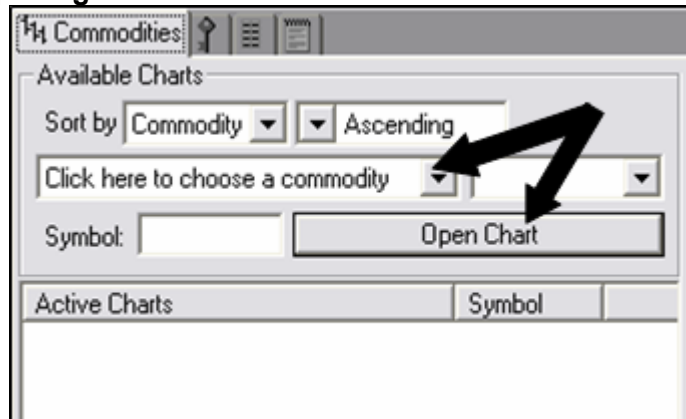 Commodities
Available Charts
Sort by Commodity Ascending
Click here to choose a commodity
Symbol: Open Chart
Active Charts Symbol